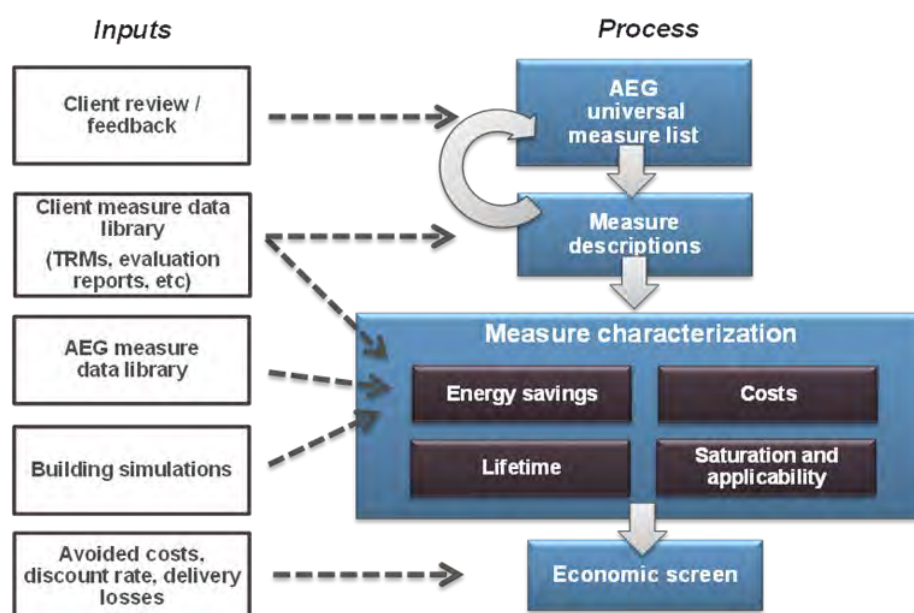 Inputs
Process
Client review /
feedback
AEG
universal
measure list
Client measure data
library
(TRMs, evaluation
reports, etc)
Measure
descriptions
AEG measure
data library
Building simulations
Measure characterization
Energy savings
Costs
Lifetime
Saturation and
applicability
Avoided costs,
discount rate, delivery
losses
Economic screen